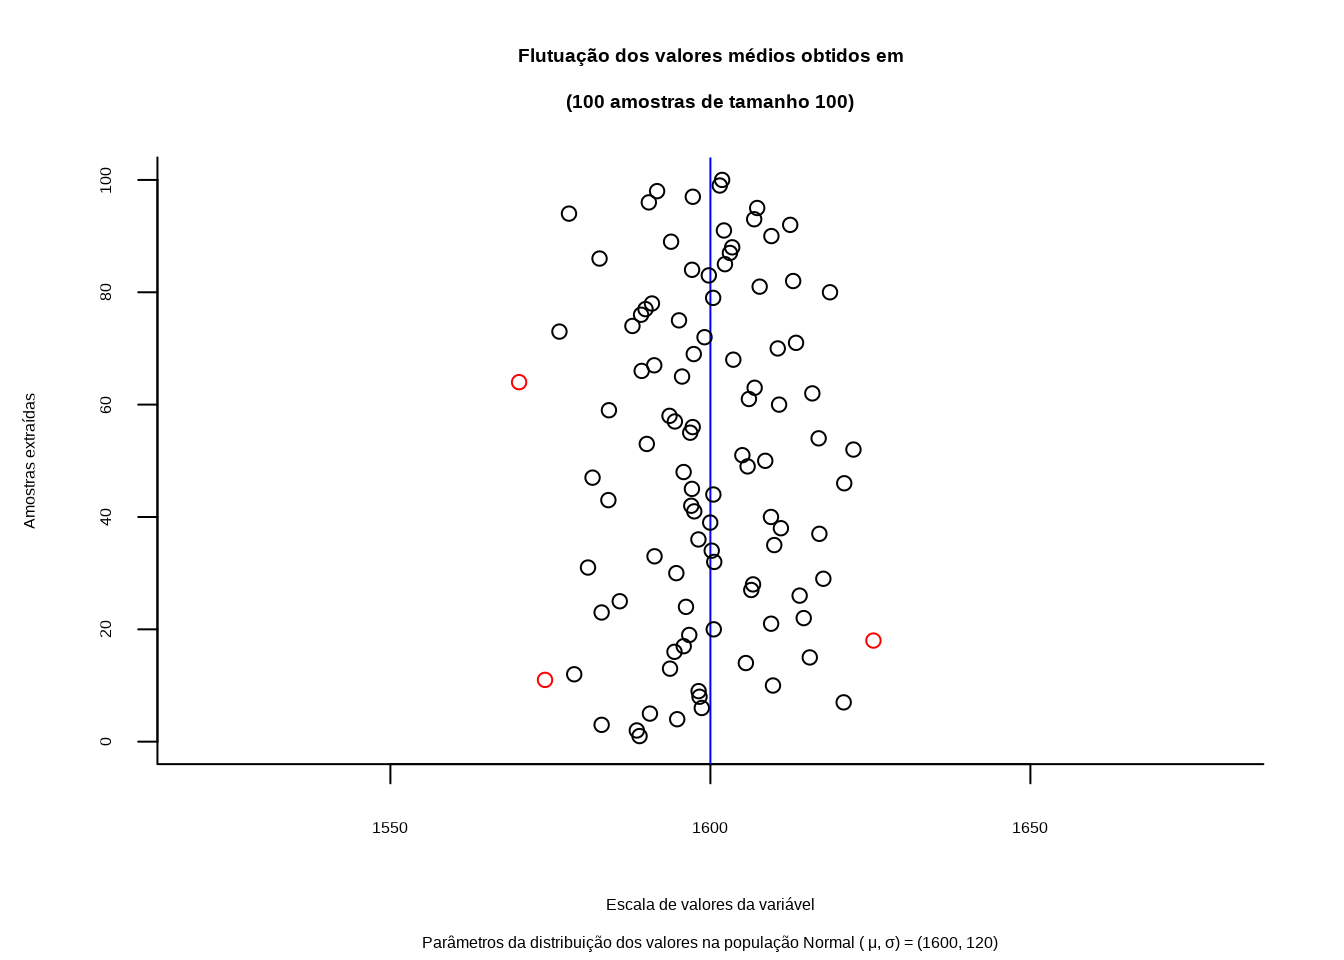 Flutuação dos valores médios obtidos em
(100 amostras de tamanho 100)
Amostras extraídas
100
80
60
40
20
0
1550
1600
1650
Escala de valores da variável
Parâmetros da distribuição dos valores na população Normal ( μ, σ) = (1600, 120)